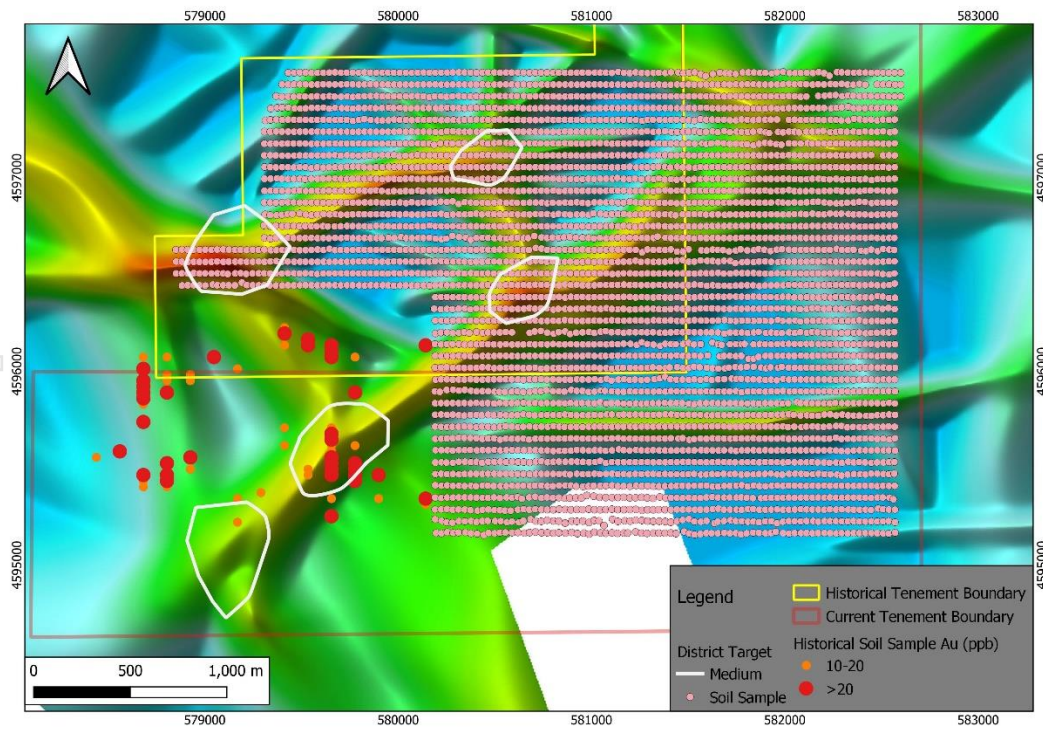 579000 580000 581000 582000 583000
4597000
4597000
4596000
4596000
4595000
4595000
Legend
Historical Tenement Boundary
Current Tenement Boundary
District Target
Medium
Soil Sample
Historical Soil Sample Au (ppb)
10-20
>20
0 500 1,000 m
579000 580000 581000 582000 583000